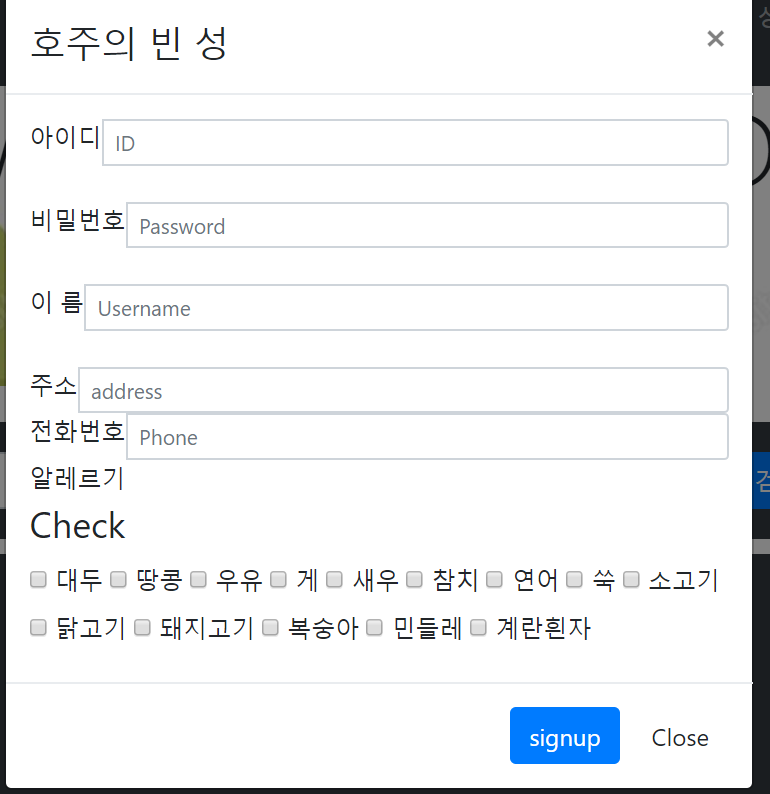 호주의 빈 성 ×
아이디 ID
비밀번호 Password
이 름 Username
주소 address
전화번호 Phone
알레르기
Check
대두 땅콩 우유 게 새우 참치 연어 쑥 소고기
닭고기 돼지고기 복숭아 민들레 계란흰자
signup Close